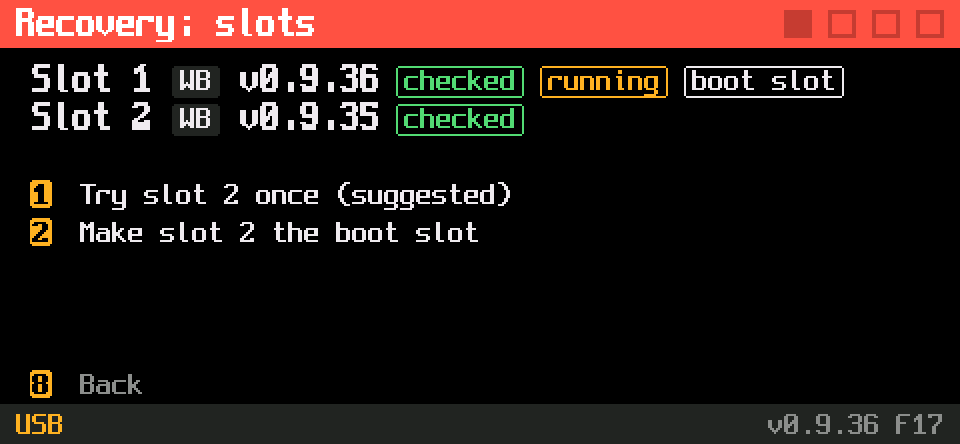 Recovery: slots
Slot 1 WB v0.9.36 checked running boot slot
Slot 2 WB v0.9.35 checked
1 Try slot 2 once (suggested)
2 Make slot 2 the boot slot
8 Back
USB v0.9.36 F17